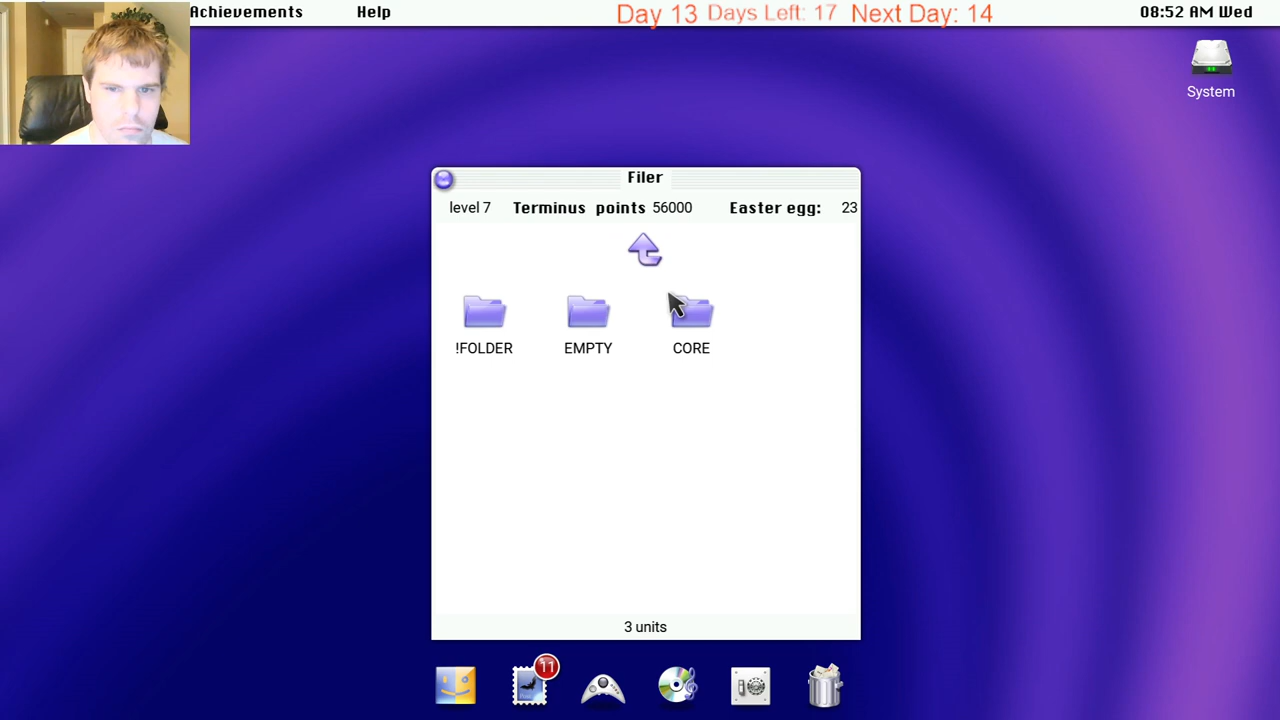 Achievements Help Day 13 Days Left: 17 Next Day: 14 08:52 AM Wed
System
Filer
level 7 Terminus points 56000 Easter egg: 23
!FOLDER EMPTY CORE
3 units
11